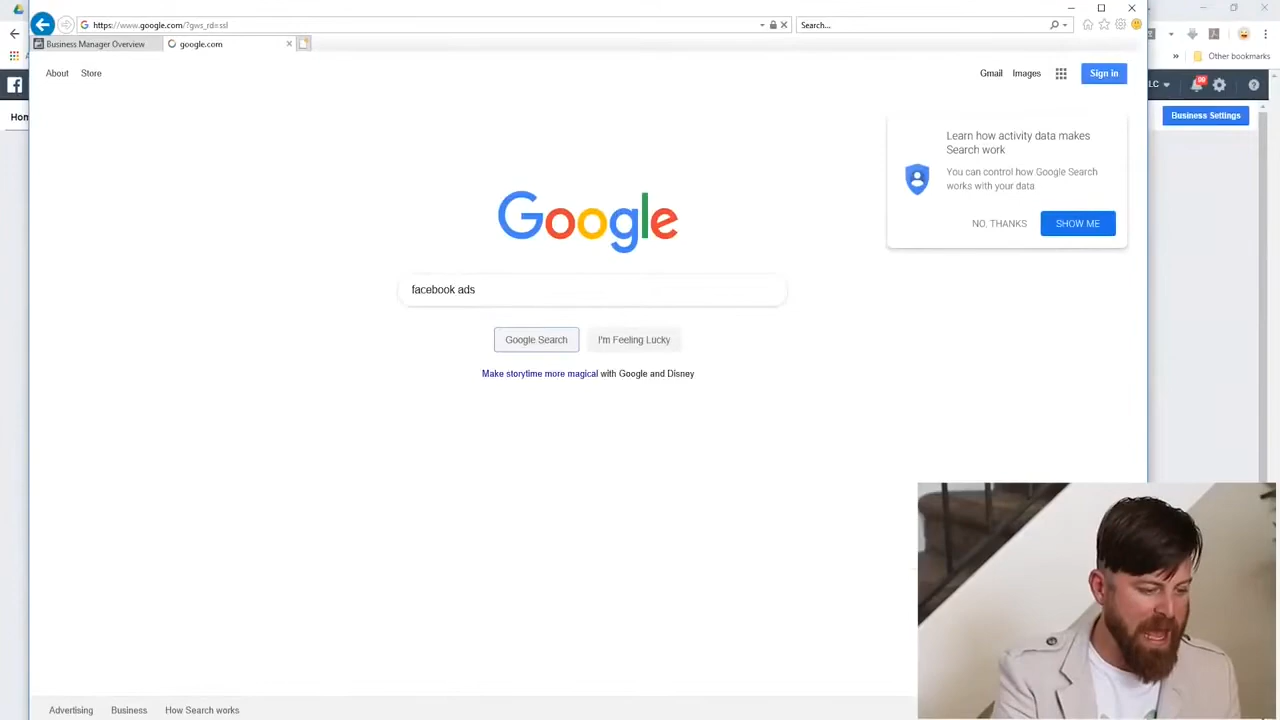 https://www.google.com/?gws_rd=ssl
Search...
Business Manager Overview
google.com
Other bookmarks
About
Store
Gmail
Images
Sign in
LC
Hon
Business Settings
Learn how activity data makes
Search work
You can control how Google Search
works with your data
NO, THANKS
SHOW ME
Google
facebook ads
Google Search
I'm Feeling Lucky
Make storytime more magical with Google and Disney
Advertising
Business
How Search works